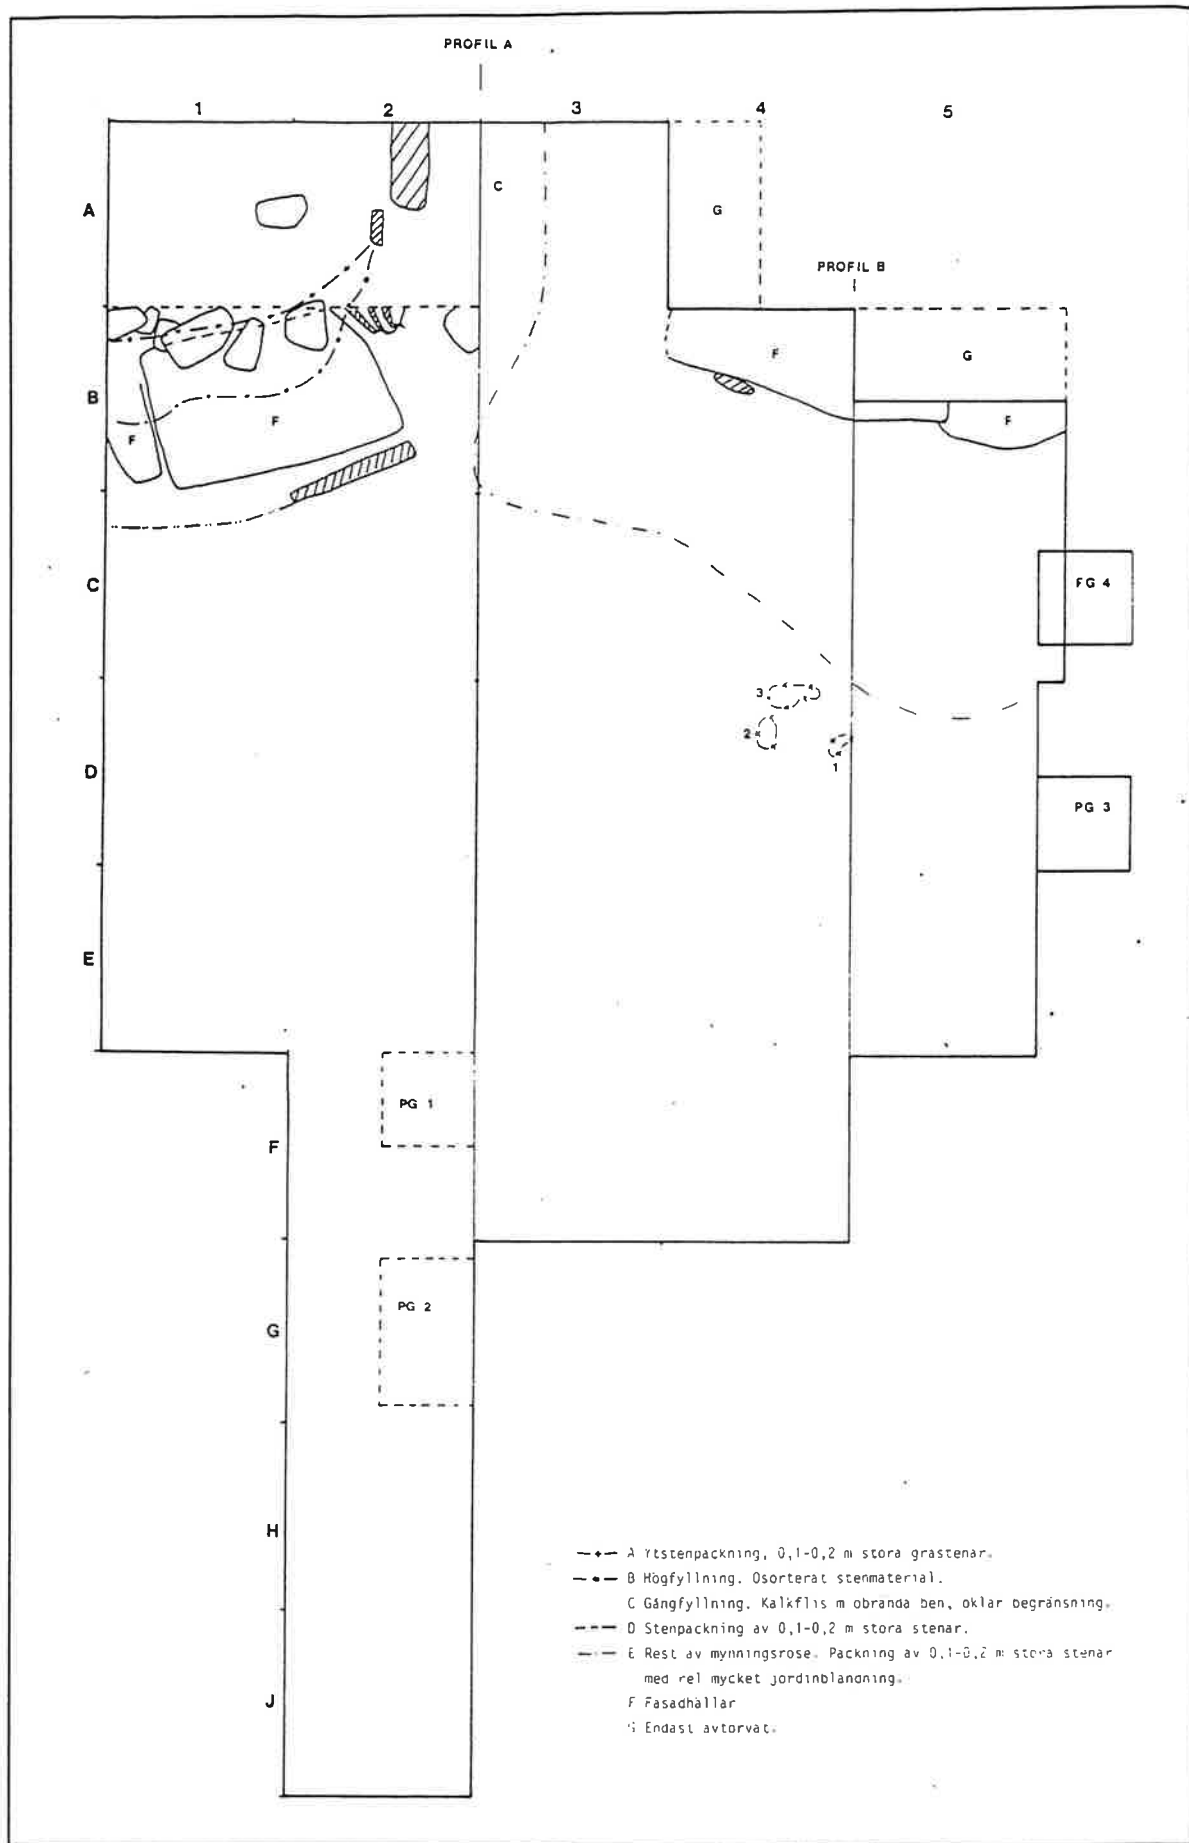 PROFIL A
1 2 3 4 5
C
A
G
PROFIL B
F
G
B
F
F
F
C
FG 4
3
2
1
D
PG 3
E
PG 1
F
PG 2
G
H
A Ytstenpackning, 0,1-0,2 m stora gråstenar.
B Högfyllning. Osorterat stenmaterial.
C Gångfyllning. Kalkflis m obranda ben, oklar begränsning.
D Stenpackning av 0,1-0,2 m stora stenar.
E Rest av mynningsrose. Packning av 0,1-0,2 m stora stenar
med rel mycket jordinblandning.
J
F Fasadhällar
G Endast avtorvat.